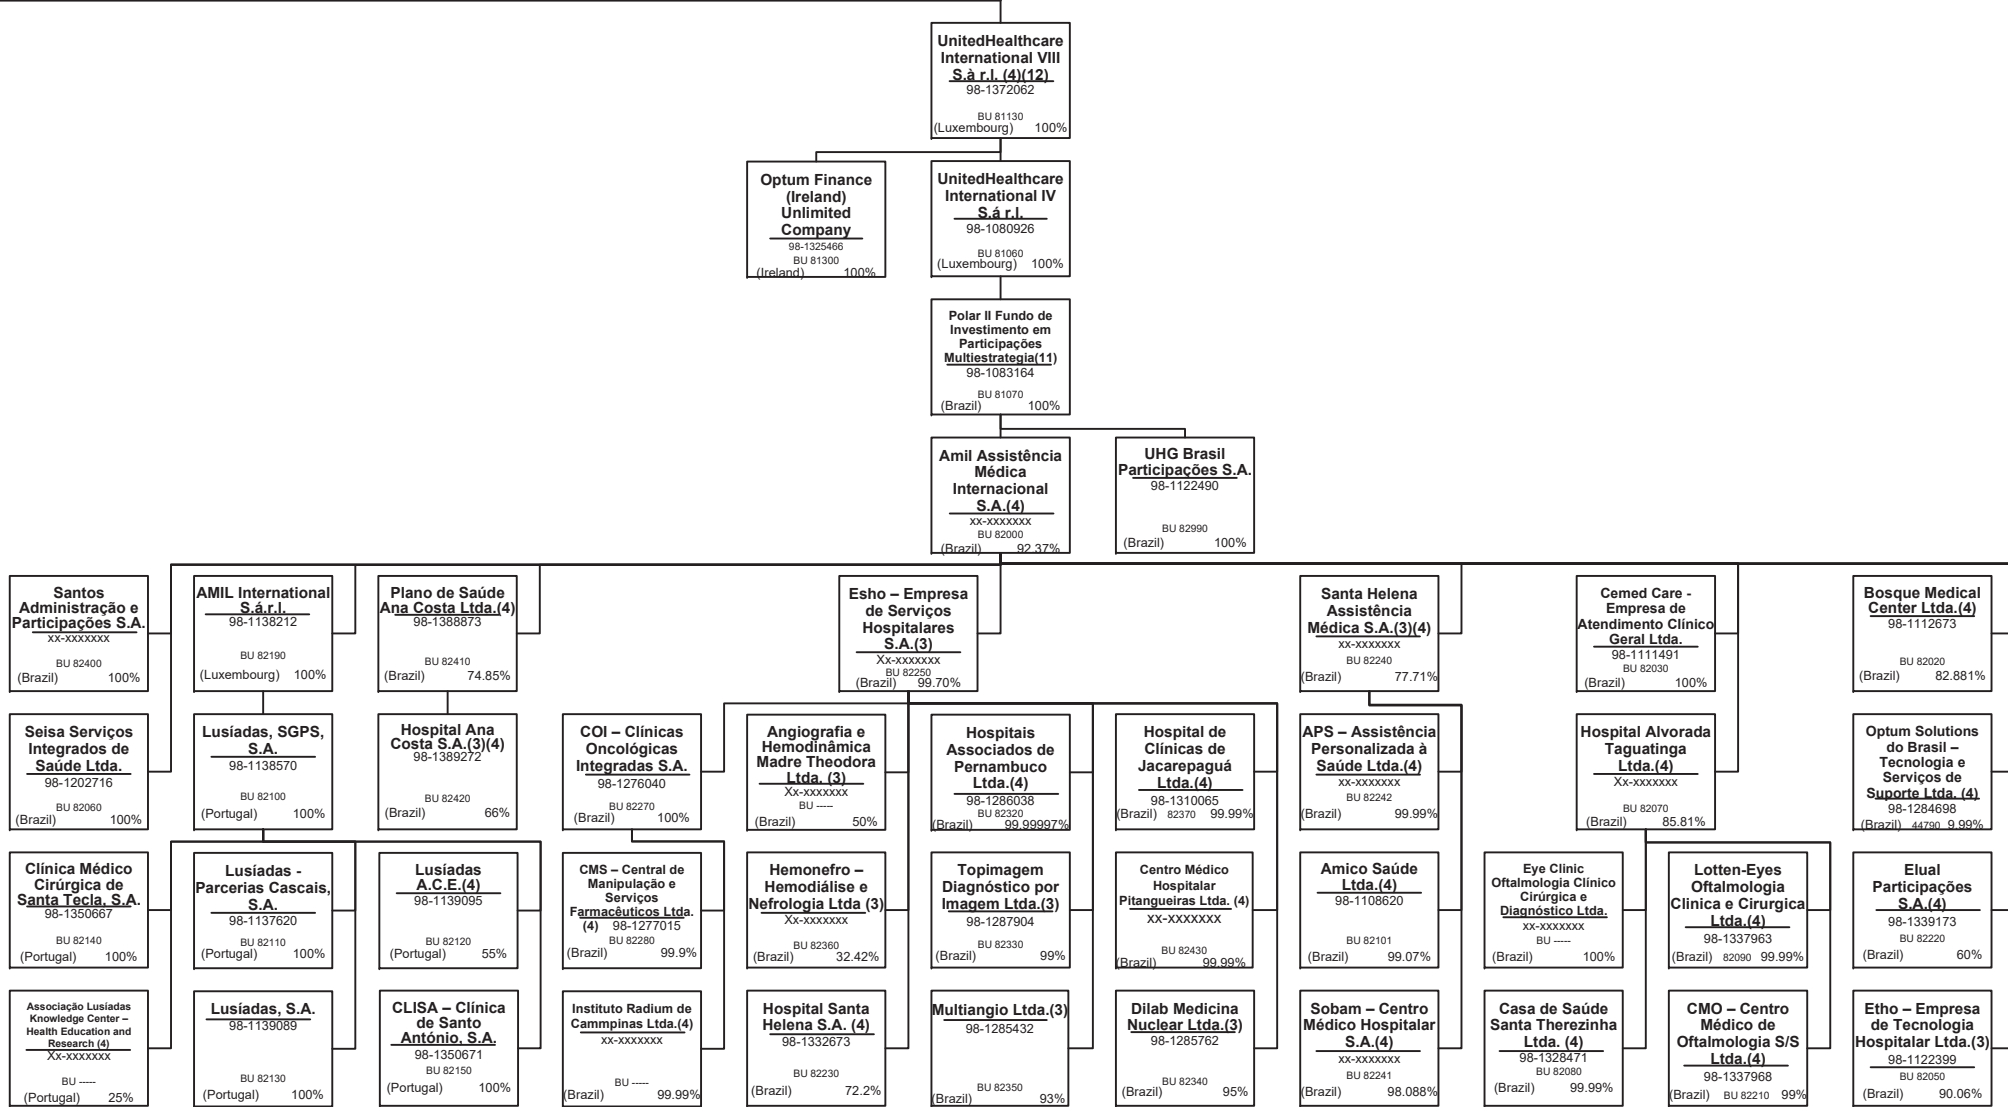 UnitedHealthcare
International VIII
S.à r.l. (4)(12)
98-1372062
BU 81130
(Luxembourg) 100%
Optum Finance
(Ireland)
Unlimited
Company
98-1325466
BU 81300
(Ireland) 100%
UnitedHealthcare
International IV
S.á r.l.
98-1080926
BU 81060
(Luxembourg) 100%
Polar II Fundo de
Investimento em
Participações
Multiestrategia(11)
98-1083164
BU 81070
(Brazil) 100%
Amil Assistência
Médica
Internacional
S.A.(4)
xx-xxxxxxx
BU 82000
(Brazil) 92.37%
UHG Brasil
Participações S.A.
98-1122490
BU 82990
(Brazil) 100%
Santos
Administração e
Participações S.A.
xx-xxxxxxx
BU 82400
(Brazil) 100%
AMIL International
S.á.r.l.
98-1138212
BU 82190
(Luxembourg) 100%
Plano de Saúde
Ana Costa Ltda.(4)
98-1388873
BU 82410
(Brazil) 74.85%
Esho – Empresa
de Serviços
Hospitalares
S.A.(3)
Xx-xxxxxxx
BU 82250
(Brazil) 99.70%
Santa Helena
Assistência
Médica S.A.(3)(4)
xx-xxxxxxx
BU 82240
(Brazil) 77.71%
Cemed Care -
Empresa de
Atendimento Clínico
Geral Ltda.
98-1111491
BU 82030
(Brazil) 100%
Bosque Medical
Center Ltda.(4)
98-1112673
BU 82020
(Brazil) 82.881%
Seisa Serviços
Integrados de
Saúde Ltda.
98-1202716
BU 82060
(Brazil) 100%
Lusíadas, SGPS,
S.A.
98-1138570
BU 82100
(Portugal) 100%
Hospital Ana
Costa S.A.(3)(4)
98-1389272
BU 82420
(Brazil) 66%
COI – Clínicas
Oncológicas
Integradas S.A.
98-1276040
BU 82270
(Brazil) 100%
Angiografia e
Hemodinâmica
Madre Theodora
Ltda. (3)
Xx-xxxxxxx
BU -----
(Brazil) 50%
Hospitais
Associados de
Pernambuco
Ltda.(4)
98-1286038
BU 82320
(Brazil) 99.99997%
Hospital de
Clínicas de
Jacarepaguá
Ltda.(4)
98-1310065
(Brazil) 82370 99.99%
APS – Assistência
Personalizada à
Saúde Ltda.(4)
xx-xxxxxxx
BU 82242
(Brazil) 99.99%
Hospital Alvorada
Taguatinga
Ltda.(4)
Xx-xxxxxxx
BU 82070
(Brazil) 85.81%
Optum Solutions
do Brasil –
Tecnologia e
Serviços de
Suporte Ltda. (4)
98-1284698
(Brazil) 44790 9.99%
Clínica Médico
Cirúrgica de
Santa Tecla, S.A.
98-1350667
BU 82140
(Portugal) 100%
Lusíadas -
Parcerias Cascais,
S.A.
98-1137620
BU 82110
(Portugal) 100%
Lusíadas
A.C.E.(4)
98-1139095
BU 82120
(Portugal) 55%
CMS – Central de
Manipulação e
Serviços
Farmacêuticos Ltda.
(4) 98-1277015
BU 82280
(Brazil) 99.9%
Hemonefro –
Hemodiálise e
Nefrologia Ltda (3)
Xx-xxxxxxx
BU 82360
(Brazil) 32.42%
Topimagem
Diagnóstico por
Imagem Ltda.(3)
98-1287904
BU 82330
(Brazil) 99%
Centro Médico
Hospitalar
Pitangueiras Ltda. (4)
XX-XXXXXXX
BU 82430
(Brazil) 99.99%
Amico Saúde
Ltda.(4)
98-1108620
BU 82101
(Brazil) 99.07%
Eye Clinic
Oftalmologia Clínico
Cirúrgica e
Diagnóstico Ltda.
xx-xxxxxxx
BU -----
(Brazil) 100%
Lotten-Eyes
Oftalmologia
Clinica e Cirurgica
Ltda.(4)
98-1337963
(Brazil) 82090 99.99%
Elual
Participações
S.A.(4)
98-1339173
BU 82220
(Brazil) 60%
Associação Lusíadas
Knowledge Center –
Health Education and
Research (4)
Xx-xxxxxxx
BU -----
(Portugal) 25%
Lusíadas, S.A.
98-1139089
BU 82130
(Portugal) 100%
CLISA – Clínica
de Santo
António, S.A.
98-1350671
BU 82150
(Portugal) 100%
Instituto Radium de
Cammpinas Ltda.(4)
xx-xxxxxxx
BU -----
(Brazil) 99.99%
Hospital Santa
Helena S.A. (4)
98-1332673
BU 82230
(Brazil) 72.2%
Multiangio Ltda.(3)
98-1285432
BU 82350
(Brazil) 93%
Dilab Medicina
Nuclear Ltda.(3)
98-1285762
BU 82340
(Brazil) 95%
Sobam – Centro
Médico Hospitalar
S.A.(4)
xx-xxxxxxx
BU 82241
(Brazil) 98.088%
Casa de Saúde
Santa Therezinha
Ltda. (4)
98-1328471
BU 82080
(Brazil) 99.99%
CMO – Centro
Médico de
Oftalmologia S/S
Ltda.(4)
98-1337968
(Brazil) BU 82210 99%
Etho – Empresa
de Tecnologia
Hospitalar Ltda.(3)
98-1122399
BU 82050
(Brazil) 90.06%